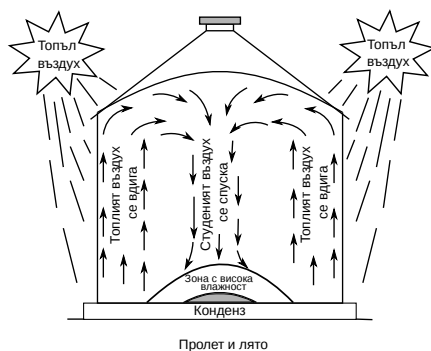 Топъл
въздух
Топъл
въздух
Топлият въздух
се вдига
Студеният въздух
се спуска
Топлият въздух
се вдига
Зона с висока
влажност
Конденз
Пролет и лято